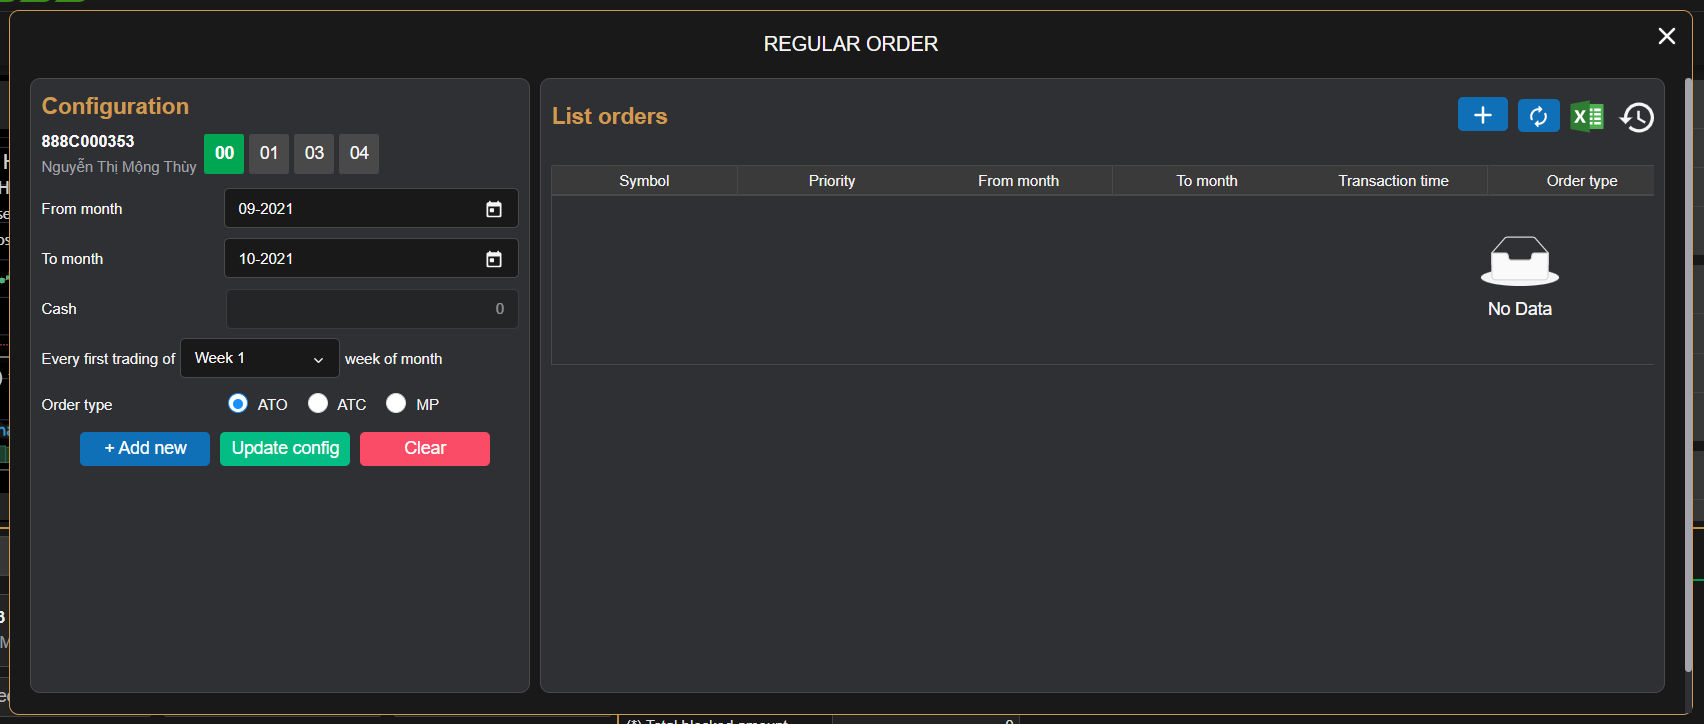 REGULAR ORDER
Configuration
888C000353
Nguyễn Thị Mộng Thùy
00 01 03 04
From month 09-2021
To month 10-2021
Cash 0
Every first trading of Week 1 week of month
Order type ATO ATC MP
+ Add new Update config Clear
List orders
Symbol Priority From month To month Transaction time Order type
No Data